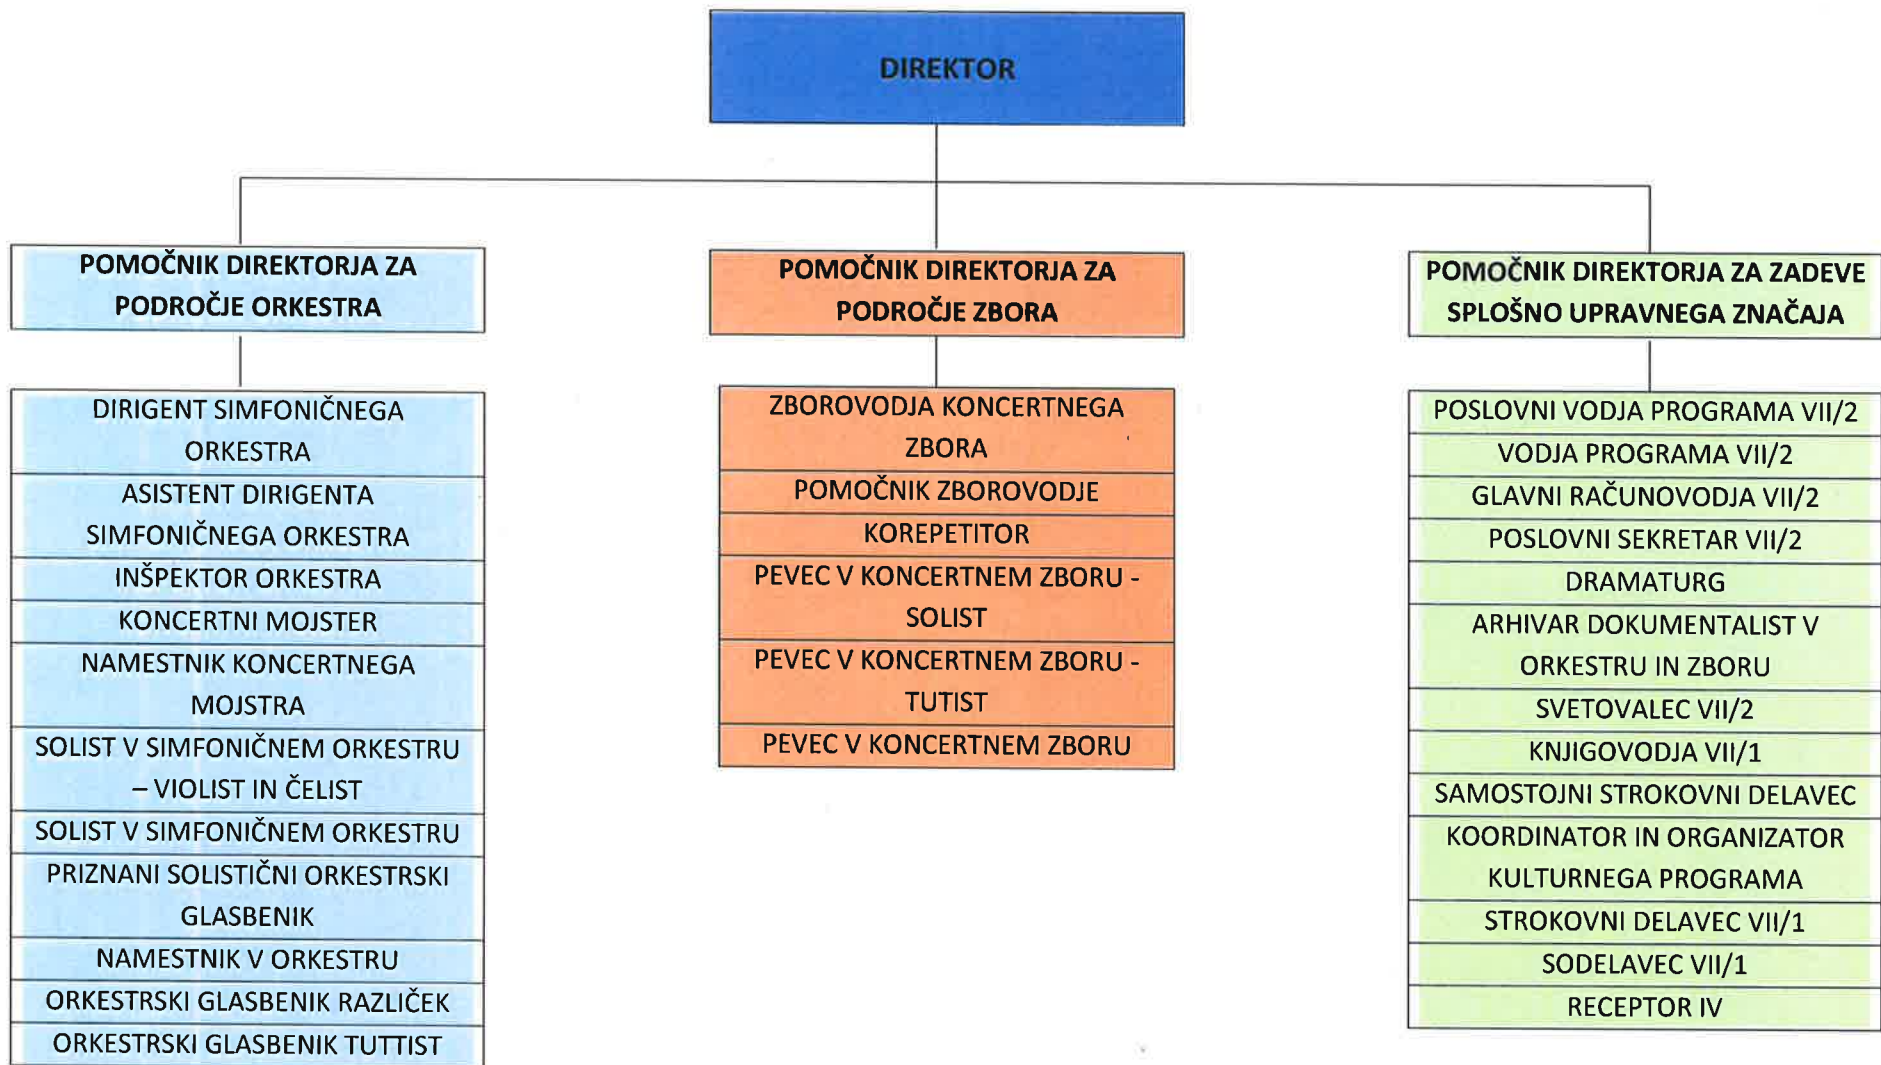 DIREKTOR
POMOČNIK DIREKTORJA ZA
PODROČJE ORKESTRA
DIRIGENT SIMFONIČNEGA
ORKESTRA
ASISTENT DIRIGENTA
SIMFONIČNEGA ORKESTRA
INŠPEKTOR ORKESTRA
KONCERTNI MOJSTER
NAMESTNIK KONCERTNEGA
MOJSTRA
SOLIST V SIMFONIČNEM ORKESTRU
– VIOLIST IN ČELIST
SOLIST V SIMFONIČNEM ORKESTRU
PRIZNANI SOLISTIČNI ORKESTRSKI
GLASBENIK
NAMESTNIK V ORKESTRU
ORKESTRSKI GLASBENIK RAZLIČEK
ORKESTRSKI GLASBENIK TUTTIST
POMOČNIK DIREKTORJA ZA
PODROČJE ZBORA
ZBOROVODJA KONCERTNEGA
ZBORA
POMOČNIK ZBOROVODJE
KOREPETITOR
PEVEC V KONCERTNEM ZBORU -
SOLIST
PEVEC V KONCERTNEM ZBORU -
TUTIST
PEVEC V KONCERTNEM ZBORU
POMOČNIK DIREKTORJA ZA ZADEVE
SPLOŠNO UPRAVNEGA ZNAČAJA
POSLOVNI VODJA PROGRAMA VII/2
VODJA PROGRAMA VII/2
GLAVNI RAČUNOVODJA VII/2
POSLOVNI SEKRETAR VII/2
DRAMATURG
ARHIVAR DOKUMENTALIST V
ORKESTRU IN ZBORU
SVETOVALEC VII/2
KNJIGOVODJA VII/1
SAMOSTOJNI STROKOVNI DELAVEC
KOORDINATOR IN ORGANIZATOR
KULTURNEGA PROGRAMA
STROKOVNI DELAVEC VII/1
SODELAVEC VII/1
RECEPTOR IV